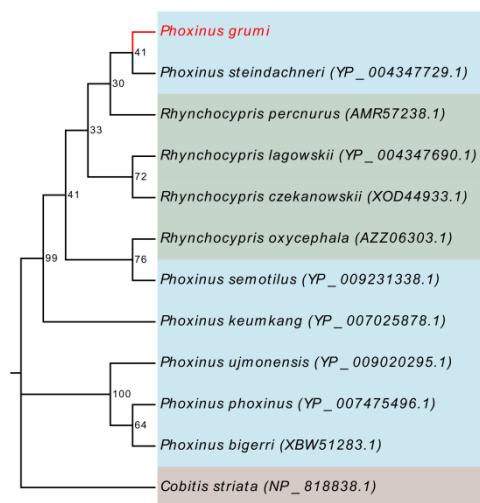 Phoxinus grumi
41
Phoxinus steindachneri (YP_004347729.1)
30
Rhynchocypris percnurus (AMR57238.1)
33
Rhynchocypris lagowskii (YP_004347690.1)
72
Rhynchocypris czekanowskii (XOD44933.1)
41
Rhynchocypris oxycephala (AZZ06303.1)
76
99
Phoxinus semotilus (YP_009231338.1)
Phoxinus keumkang (YP_007025878.1)
Phoxinus ujmonensis (YP_009020295.1)
100
Phoxinus phoxinus (YP_007475496.1)
64
Phoxinus bigerri (XBW51283.1)
Cobitis striata (NP_818838.1)